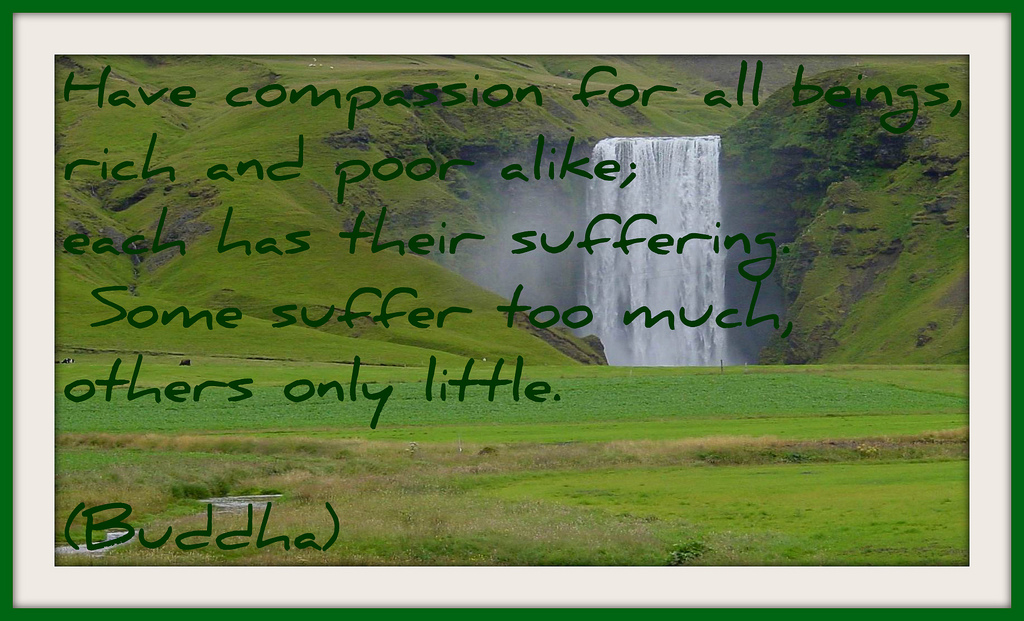 Have compassion for all beings,
rich and poor alike;
each has their suffering.
Some suffer too much,
others only little.
(Buddha)